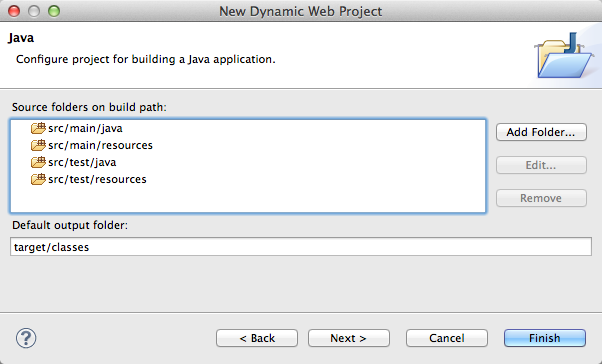 New Dynamic Web Project
Java
Configure project for building a Java application.
Source folders on build path:
src/main/java
src/main/resources
src/test/java
src/test/resources
Add Folder...
Edit...
Remove
Default output folder:
target/classes
?
< Back
Next >
Cancel
Finish